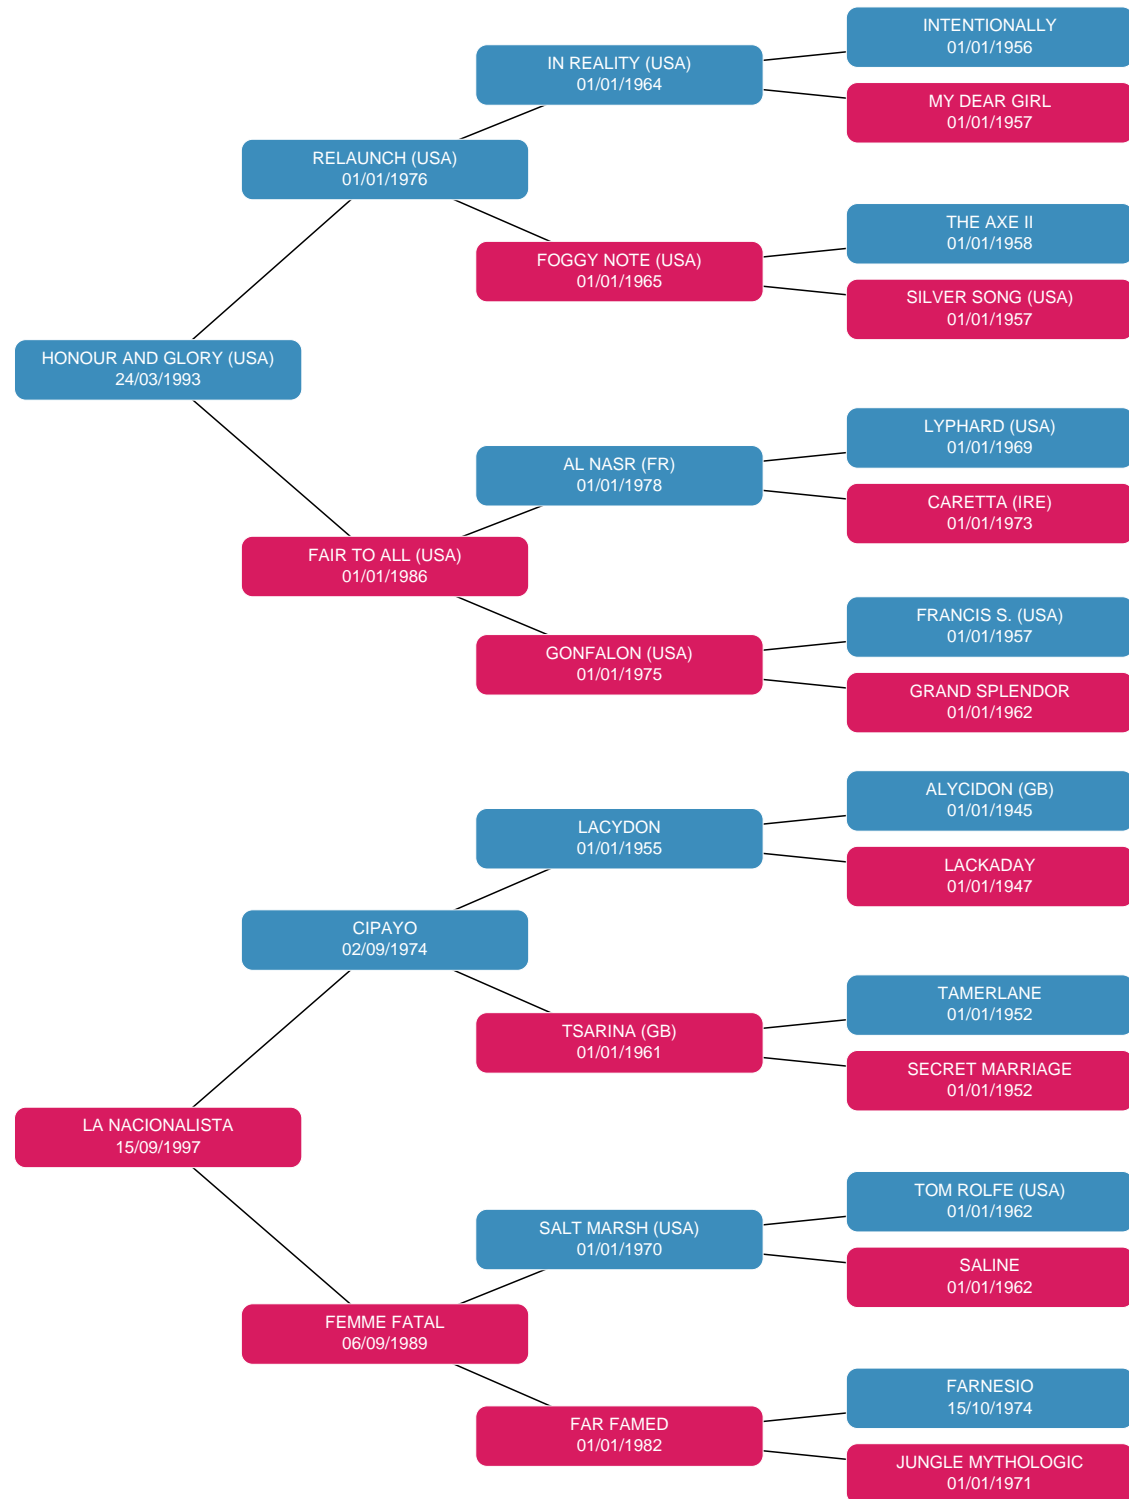 INTENTIONALLY
01/01/1956
IN REALITY (USA)
01/01/1964
MY DEAR GIRL
01/01/1957
RELAUNCH (USA)
01/01/1976
THE AXE II
01/01/1958
FOGGY NOTE (USA)
01/01/1965
SILVER SONG (USA)
01/01/1957
HONOUR AND GLORY (USA)
24/03/1993
LYPHARD (USA)
01/01/1969
AL NASR (FR)
01/01/1978
CARETTA (IRE)
01/01/1973
FAIR TO ALL (USA)
01/01/1986
FRANCIS S. (USA)
01/01/1957
GONFALON (USA)
01/01/1975
GRAND SPLENDOR
01/01/1962
ALYCIDON (GB)
01/01/1945
LACYDON
01/01/1955
LACKADAY
01/01/1947
CIPAYO
02/09/1974
TAMERLANE
01/01/1952
TSARINA (GB)
01/01/1961
SECRET MARRIAGE
01/01/1952
LA NACIONALISTA
15/09/1997
TOM ROLFE (USA)
01/01/1962
SALT MARSH (USA)
01/01/1970
SALINE
01/01/1962
FEMME FATAL
06/09/1989
FARNESIO
15/10/1974
FAR FAMED
01/01/1982
JUNGLE MYTHOLOGIC
01/01/1971